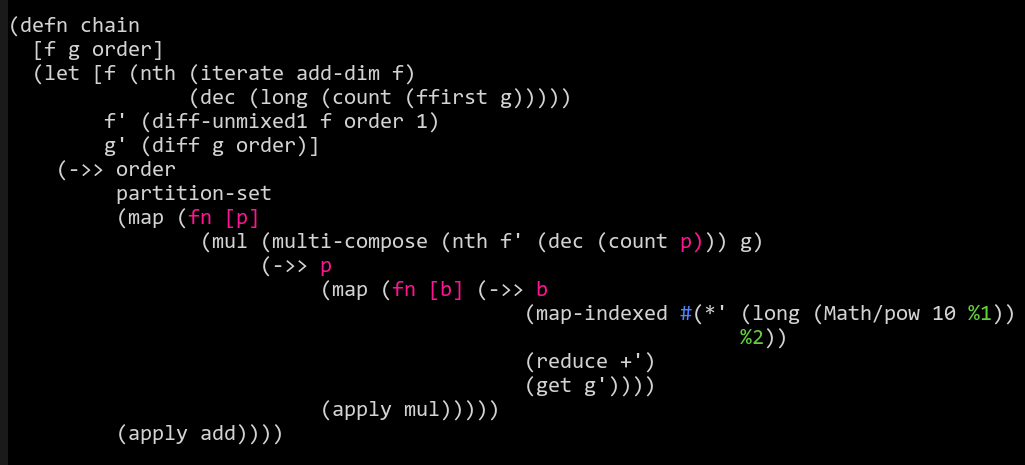 (defn chain
  [f g order]
  (let [f (nth (iterate add-dim f)
               (dec (long (count (ffirst g)))))
        f' (diff-unmixed1 f order 1)
        g' (diff g order)]
    (->> order
         partition-set
         (map (fn [p]
                (mul (multi-compose (nth f' (dec (count p))) g)
                     (->> p
                          (map (fn [b] (->> b
                                            (map-indexed #(*' (long (Math/pow 10 %1))
                                                              %2))
                                            (reduce +')
                                            (get g'))))
                          (apply mul)))))
         (apply add))))